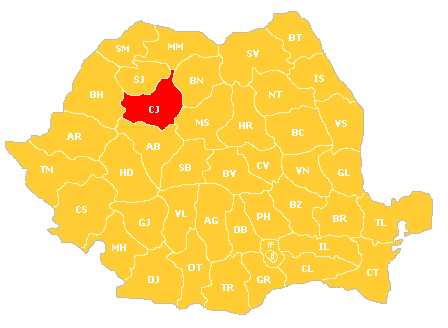 BT
SM
MM
SV
SJ
BN
IS
BH
NT
CJ
MS
HR
VS
BC
AR
AB
TM
HD
SB
BV
CV
VN
GL
CS
VL
AG
BZ
GJ
PH
BR
TL
DB
MH
IF
IL
B
OT
CL
CT
DJ
TR
GR